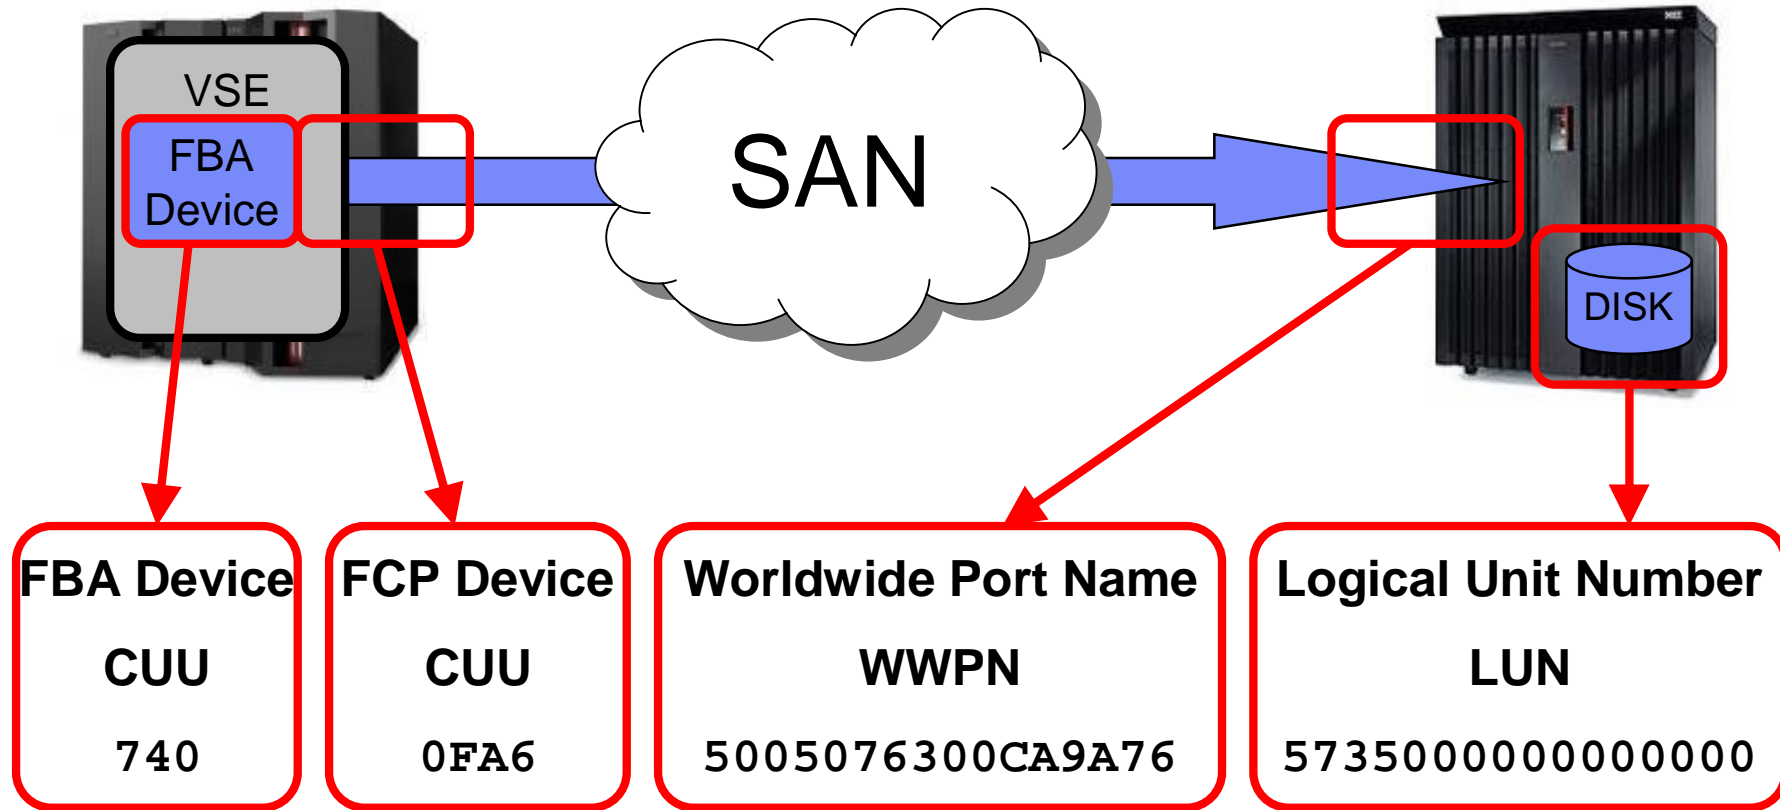 VSE
FBA
Device
SAN
DISK
FBA Device
CUU
740
FCP Device
CUU
0FA6
Worldwide Port Name
WWPN
5005076300CA9A76
Logical Unit Number
LUN
5735000000000000